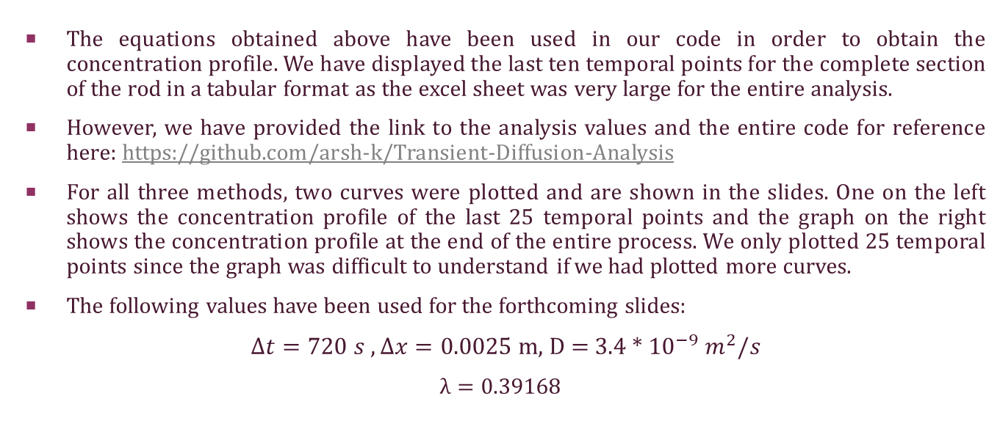 ▪ The equations obtained above have been used in our code in order to obtain the
concentration profile. We have displayed the last ten temporal points for the complete section
of the rod in a tabular format as the excel sheet was very large for the entire analysis.
▪ However, we have provided the link to the analysis values and the entire code for reference
here: https://github.com/arsh-k/Transient-Diffusion-Analysis
▪ For all three methods, two curves were plotted and are shown in the slides. One on the left
shows the concentration profile of the last 25 temporal points and the graph on the right
shows the concentration profile at the end of the entire process. We only plotted 25 temporal
points since the graph was difficult to understand if we had plotted more curves.
▪ The following values have been used for the forthcoming slides:
Δt = 720 s , Δx = 0.0025 m, D = 3.4 * 10⁻⁹ m²/s
λ = 0.39168